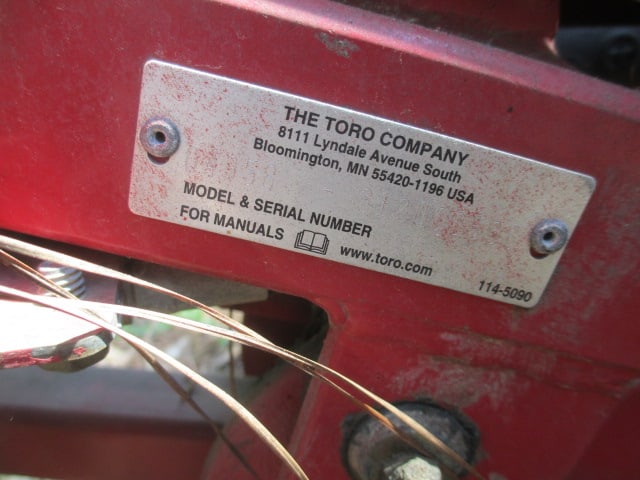 THE TORO COMPANY
8111 Lyndale Avenue South
Bloomington, MN 55420-1196 USA
MODEL & SERIAL NUMBER
FOR MANUALS www.toro.com
114-5090